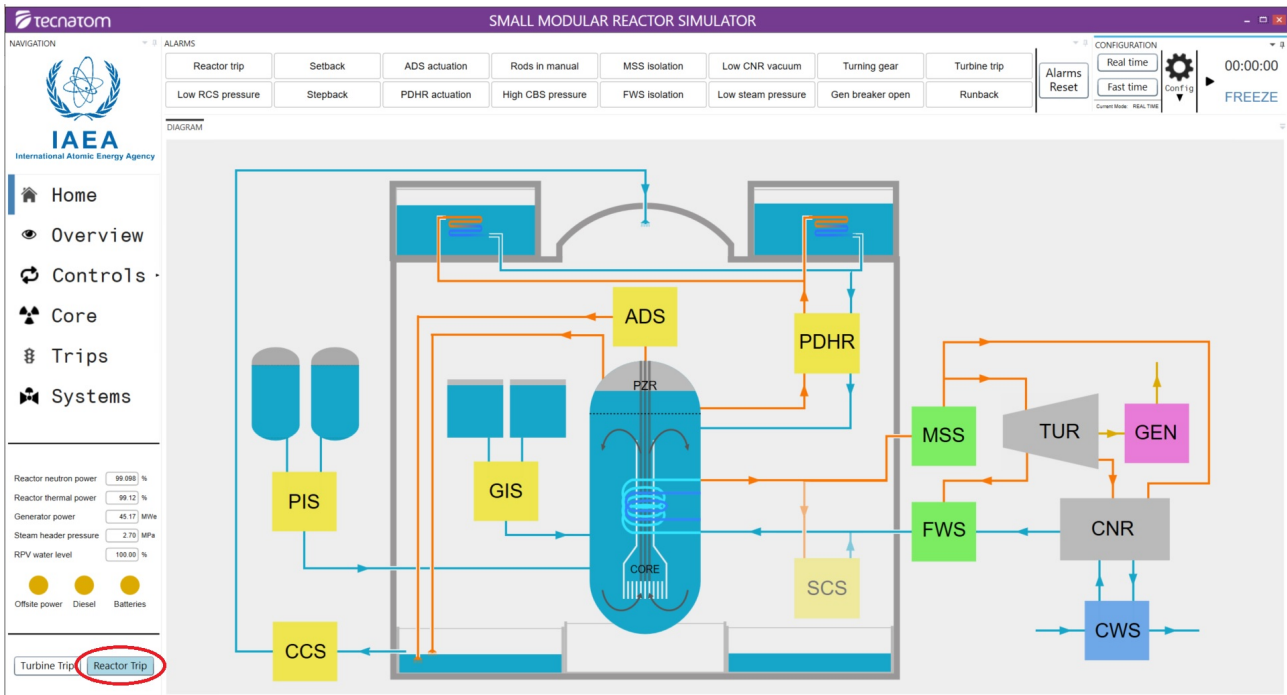 tecnatom
SMALL MODULAR REACTOR SIMULATOR
NAVIGATION
ALARMS
CONFIGURATION
Reactor trip
Setback
ADS actuation
Rods in manual
MSS isolation
Low CNR vacuum
Turning gear
Turbine trip
Low RCS pressure
Stepback
PDHR actuation
High CBS pressure
FWS isolation
Low steam pressure
Gen breaker open
Runback
Alarms
Reset
Real time
Fast time
Current Mode: REAL TIME
Config
00:00:00
FREEZE
IAEA
International Atomic Energy Agency
Home
Overview
Controls
Core
Trips
Systems
Reactor neutron power 99.098 %
Reactor thermal power 99.12 %
Generator power 45.17 MWe
Steam header pressure 2.70 MPa
RPV water level 100.00 %
Offsite power Diesel Batteries
Turbine Trip Reactor Trip
DIAGRAM
ADS
PDHR
PZR
MSS
TUR
GEN
PIS
GIS
FWS
CNR
CORE
SCS
CWS
CCS